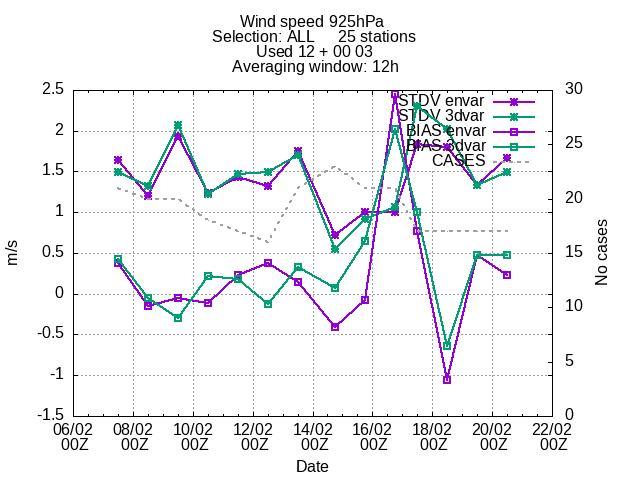 Wind speed 925hPa
Selection: ALL 25 stations
Used 12 + 00 03
Averaging window: 12h
2.5
2
1.5
1
0.5
0
-0.5
-1
-1.5
m/s
30
25
20
15
10
5
0
No cases
STDV envar
STDV 3dvar
BIAS envar
BIAS 3dvar
CASES
06/02 08/02 10/02 12/02 14/02 16/02 18/02 20/02 22/02
00Z 00Z 00Z 00Z 00Z 00Z 00Z 00Z 00Z
Date